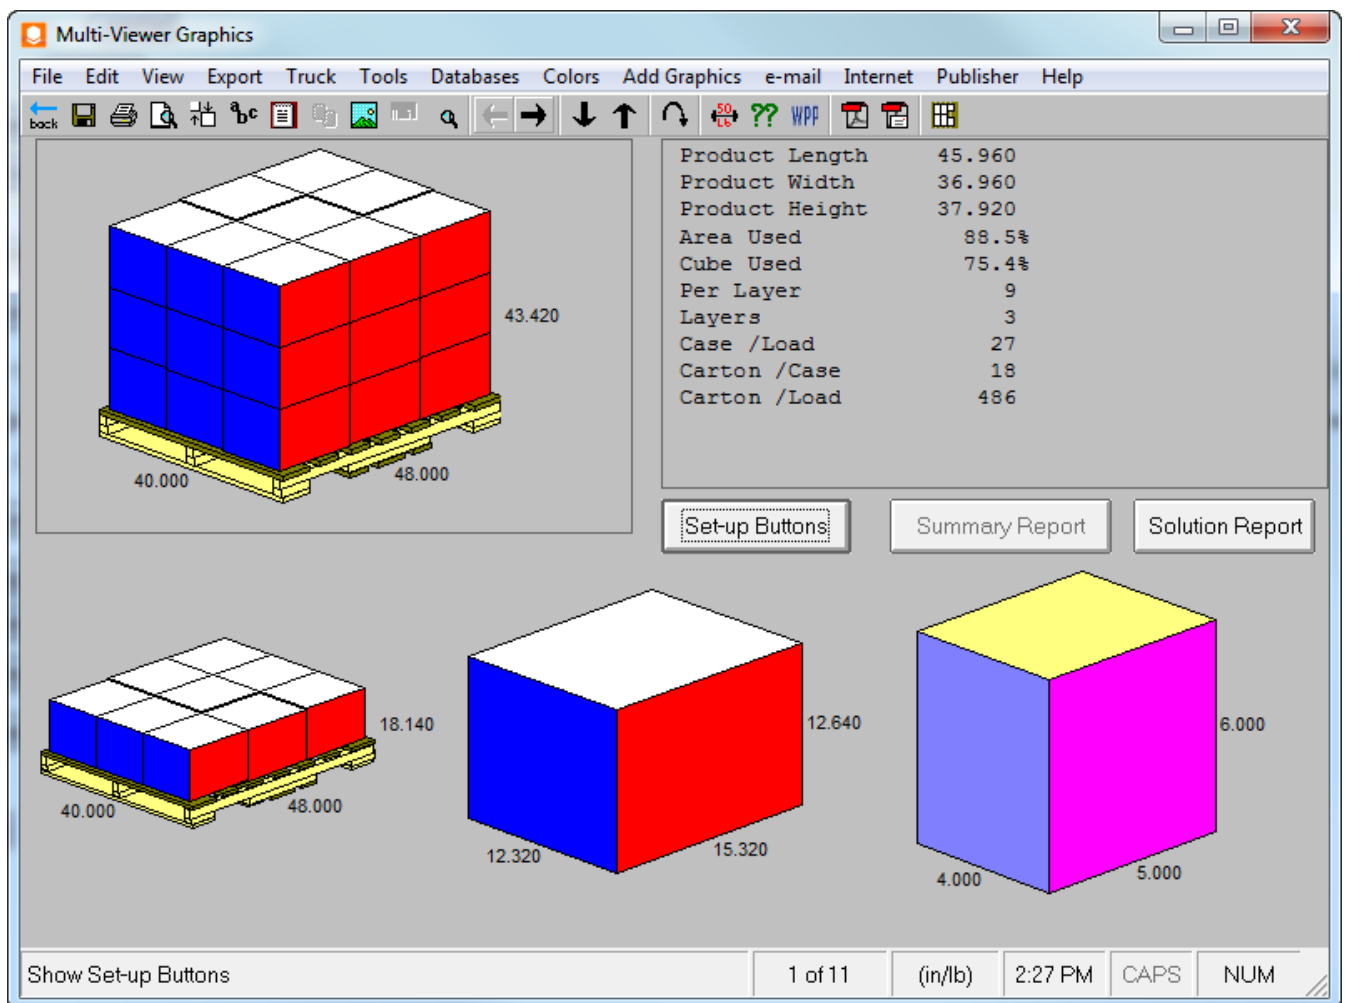 Multi-Viewer Graphics
File Edit View Export Truck Tools Databases Colors Add Graphics e-mail Internet Publisher Help
back abc 50 Lb ?? WPP
Product Length 45.960
Product Width 36.960
Product Height 37.920
Area Used 88.5%
Cube Used 75.4%
Per Layer 9
Layers 3
Case /Load 27
Carton /Case 18
Carton /Load 486
43.420
40.000 48.000
Set-up Buttons Summary Report Solution Report
18.140
40.000 48.000
12.640
12.320 15.320
6.000
4.000 5.000
Show Set-up Buttons 1 of 11 (in/lb) 2:27 PM CAPS NUM